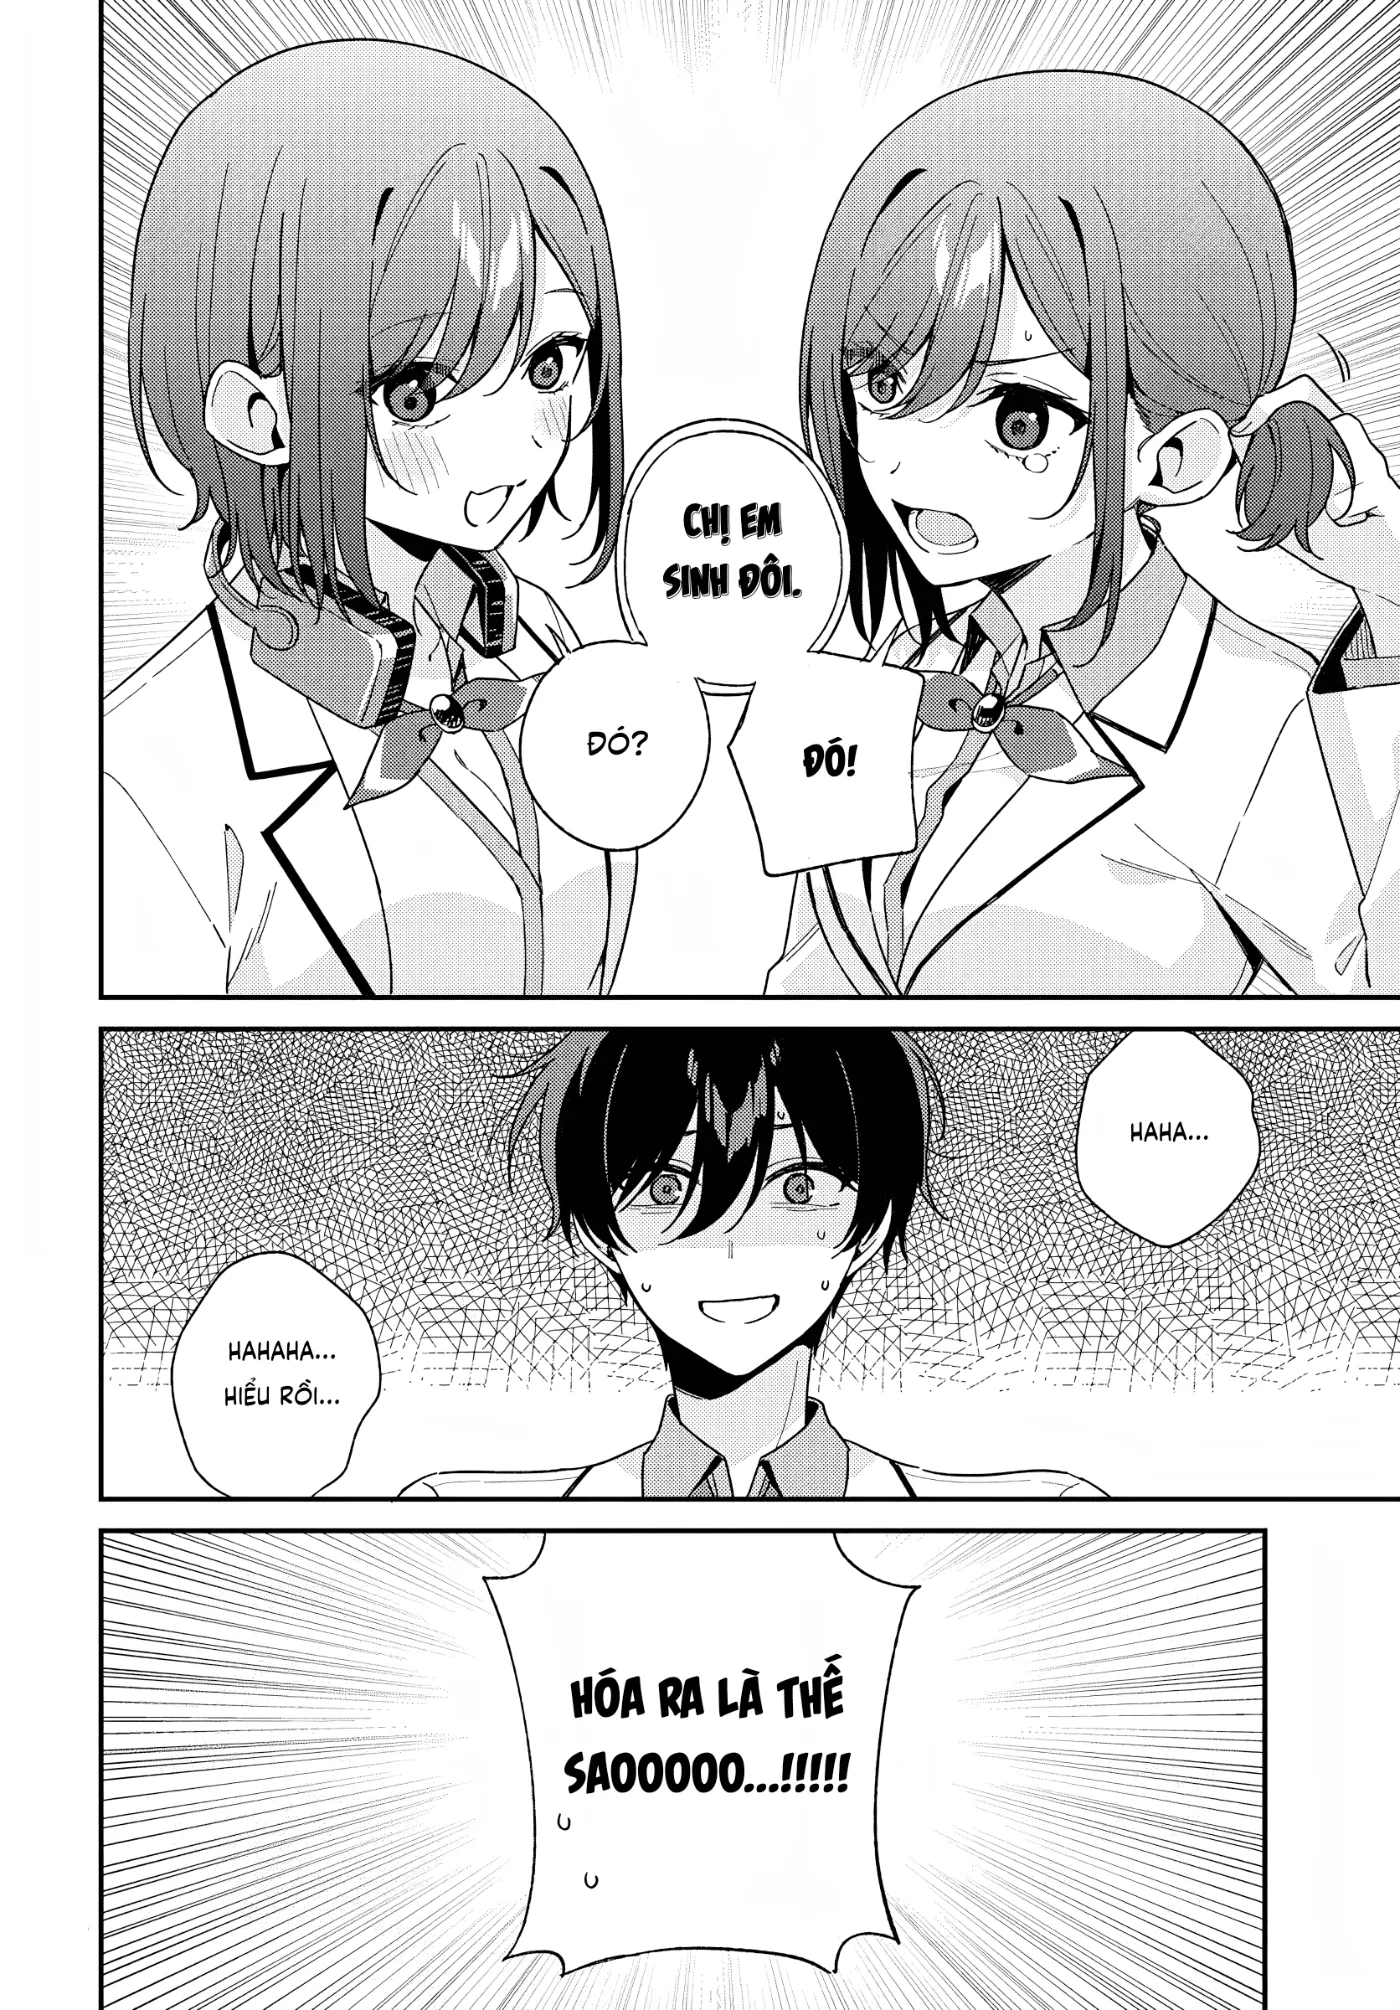 CHỊ EM
SINH ĐÔI.
ĐÓ!
ĐÓ?
HAHA...
HAHAHA...
HIỂU RỒI...
HÓA RA LÀ THẾ
SAOOOOO...!!!!!